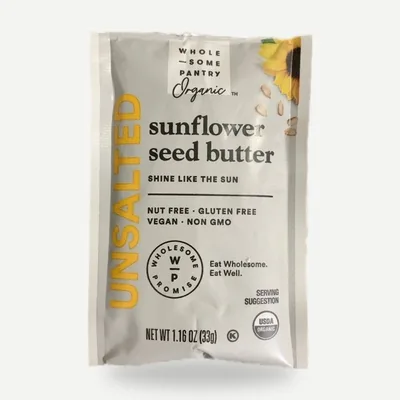 WHOLE
—SOME
PANTRY
Organic™
UNSALTED
sunflower
seed butter
SHINE LIKE THE SUN
NUT FREE · GLUTEN FREE
VEGAN · NON GMO
WHOLESOME
W
P
PROMISE
Eat Wholesome.
Eat Well.
SERVING
SUGGESTION
USDA
ORGANIC
NET WT 1.16 OZ (33g)
K